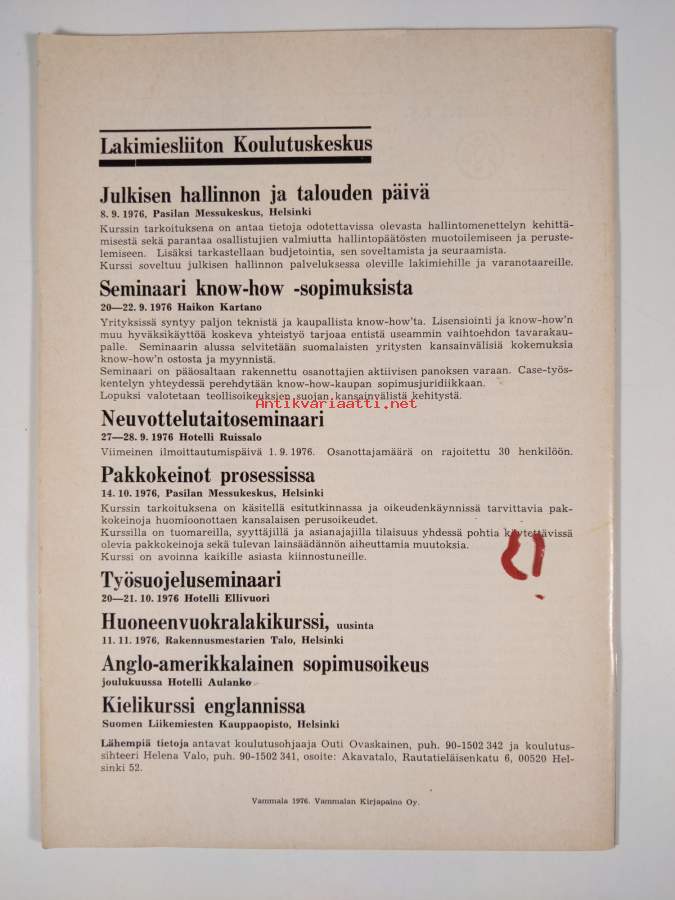 Lakimiesliiton Koulutuskeskus
Julkisen hallinnon ja talouden päivä
8. 9. 1976, Pasilan Messukeskus, Helsinki
Kurssin tarkoituksena on antaa tietoja odotettavissa olevasta hallintomenettelyn kehittä-
misestä sekä parantaa osallistujien valmiutta hallintopäätösten muotoilemiseen ja peruste-
lemiseen. Lisäksi tarkastellaan budjetointia, sen soveltamista ja seuraamista.
Kurssi soveltuu julkisen hallinnon palveluksessa oleville lakimiehille ja varanotaareille.
Seminaari know-how -sopimuksista
20—22. 9. 1976 Haikon Kartano
Yrityksissä syntyy paljon teknistä ja kaupallista know-how'ta. Lisensiointi ja know-how'n
muu hyväksikäyttöä koskeva yhteistyö tarjoaa entistä useammin vaihtoehdon tavarakau-
palle. Seminaarin alussa selvitetään suomalaisten yritysten kansainvälisiä kokemuksia
know-how'n ostosta ja myynnistä.
Seminaari on pääosaltaan rakennettu osanottajien aktiivisen panoksen varaan. Case-työs-
kentelyn yhteydessä perehdytään know-how-kaupan sopimusjuridiikkaan.
Lopuksi valotetaan teollisoikeuksien suojan kansainvälistä kehitystä.
Antikvariaatti.net
Neuvottelutaitoseminaari
27—28. 9. 1976 Hotelli Ruissalo
Viimeinen ilmoittautumispäivä 1. 9. 1976. Osanottajamäärä on rajoitettu 30 henkilöön.
Pakkokeinot prosessissa
14. 10. 1976, Pasilan Messukeskus, Helsinki
Kurssin tarkoituksena on käsitellä esitutkinnassa ja oikeudenkäynnissä tarvittavia pak-
kokeinoja huomioonottaen kansalaisen perusoikeudet.
Kurssilla on tuomareilla, syyttäjillä ja asianajajilla tilaisuus yhdessä pohtia käytettävissä
olevia pakkokeinoja sekä tulevan lainsäädännön aiheuttamia muutoksia.
Kurssi on avoinna kaikille asiasta kiinnostuneille.
Työsuojeluseminaari
20—21. 10. 1976 Hotelli Ellivuori
Huoneenvuokralakikurssi, uusinta
11. 11. 1976, Rakennusmestarien Talo, Helsinki
Anglo-amerikkalainen sopimusoikeus
joulukuussa Hotelli Aulanko
Kielikurssi englannissa
Suomen Liikemiesten Kauppaopisto, Helsinki
Lähempiä tietoja antavat koulutusohjaaja Outi Ovaskainen, puh. 90-1502 342 ja koulutus-
sihteeri Helena Valo, puh. 90-1502 341, osoite: Akavatalo, Rautatieläisenkatu 6, 00520 Hel-
sinki 52.
Vammala 1976. Vammalan Kirjapaino Oy.